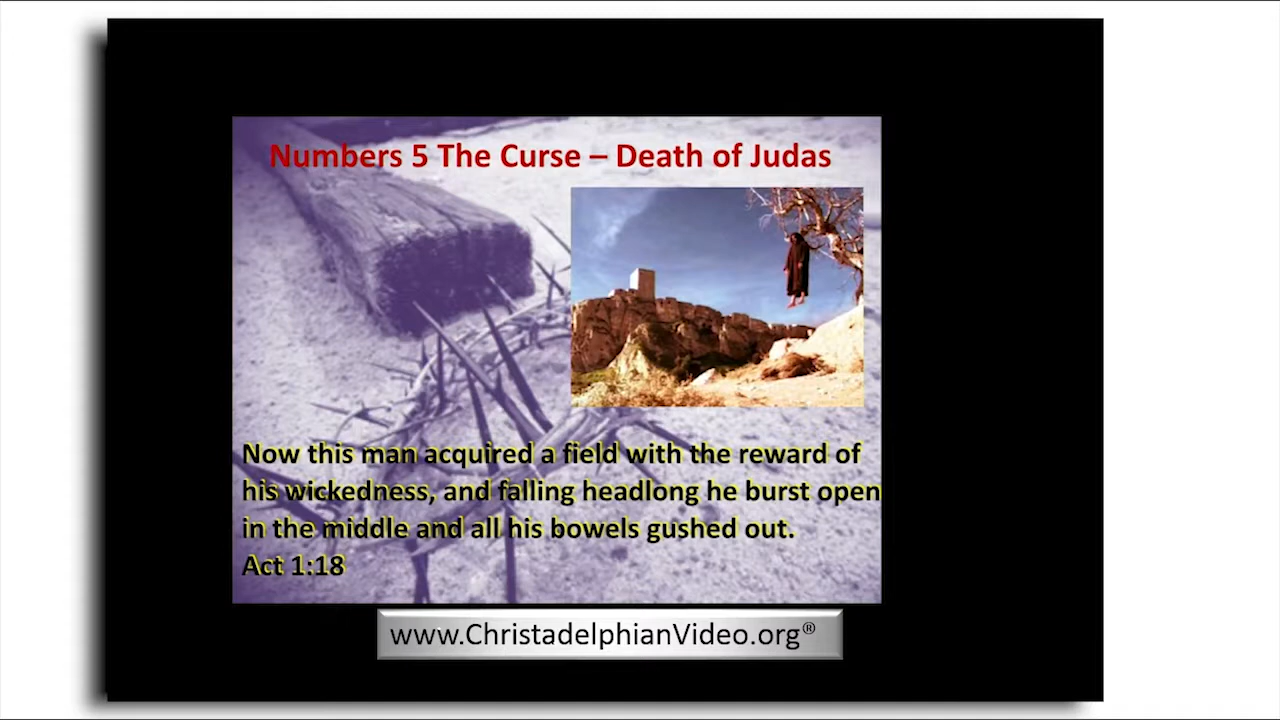 Numbers 5 The Curse – Death of Judas
Now this man acquired a field with the reward of
his wickedness, and falling headlong he burst open
in the middle and all his bowels gushed out.
Act 1:18
www.ChristadelphianVideo.org®